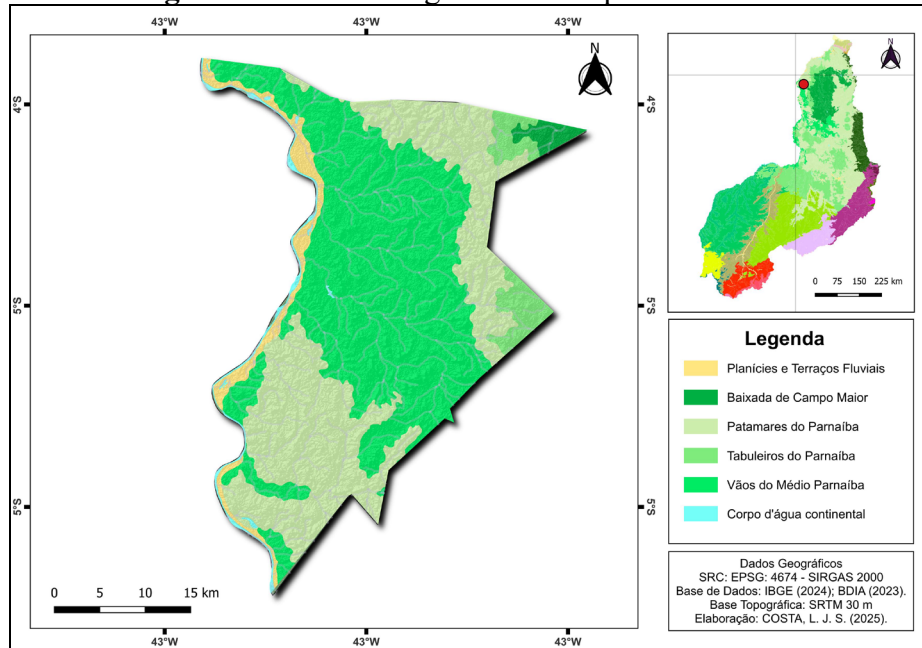 43°W 43°W 43°W
N
4°S 4°S
5°S 5°S
5°S 5°S
0 5 10 15 km
43°W 43°W 43°W
N
0 75 150 225 km
Legenda
Planícies e Terraços Fluviais
Baixada de Campo Maior
Patamares do Parnaíba
Tabuleiros do Parnaíba
Vãos do Médio Parnaíba
Corpo d'água continental
Dados Geográficos
SRC: EPSG: 4674 - SIRGAS 2000
Base de Dados: IBGE (2024); BDIA (2023).
Base Topográfica: SRTM 30 m
Elaboração: COSTA, L. J. S. (2025).